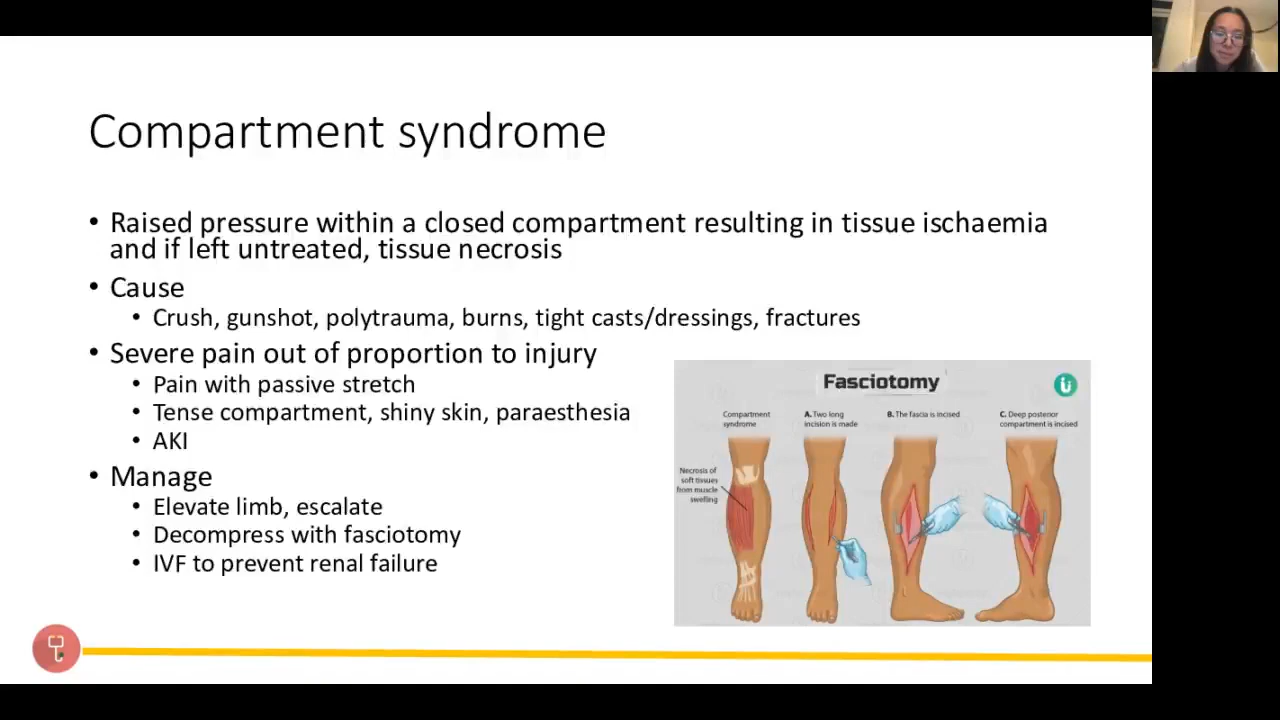 Compartment syndrome
• Raised pressure within a closed compartment resulting in tissue ischaemia
and if left untreated, tissue necrosis
• Cause
• Crush, gunshot, polytrauma, burns, tight casts/dressings, fractures
• Severe pain out of proportion to injury
• Pain with passive stretch
• Tense compartment, shiny skin, paraesthesia
• AKI
• Manage
• Elevate limb, escalate
• Decompress with fasciotomy
• IVF to prevent renal failure
Fasciotomy
Compartment
syndrome
A. Two long
incision is made
B. The fascia is incised
C. Deep posterior
compartment is incised
Necrosis of
soft tissues
from muscle
swelling